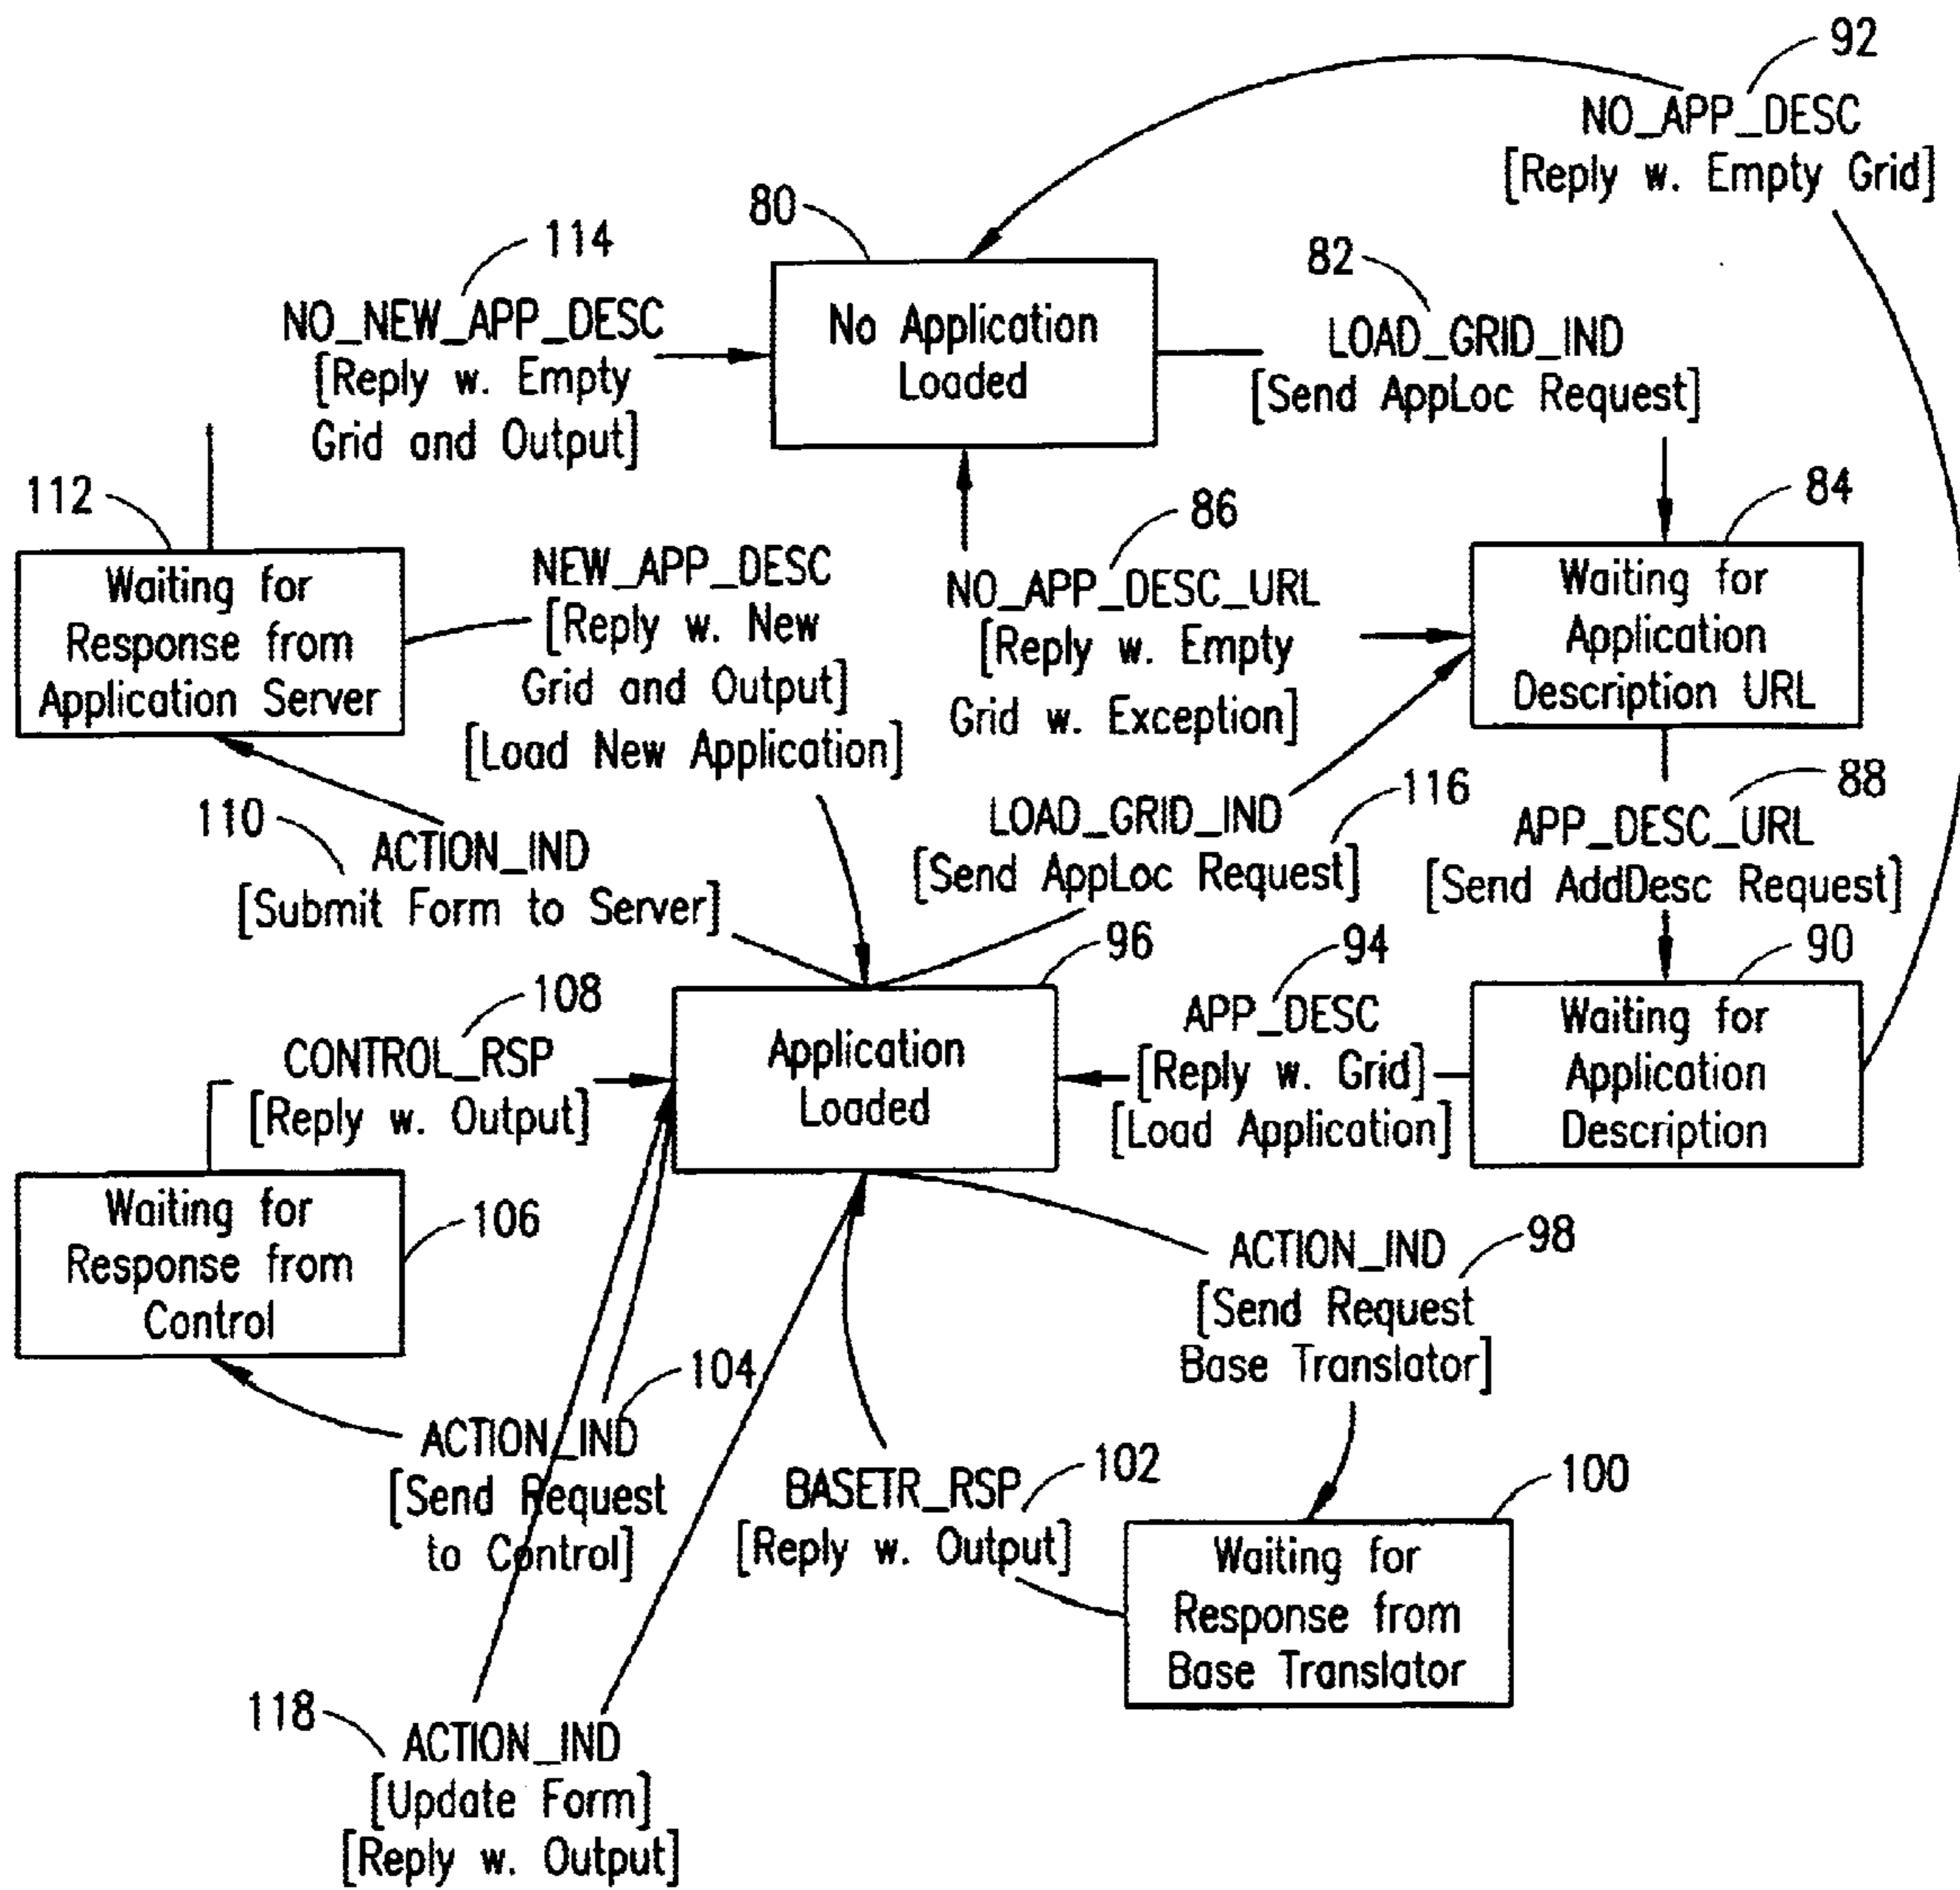 92
NO_APP_DESC
[Reply w. Empty Grid]
80
No Application
Loaded
82
LOAD_GRID_IND
[Send AppLoc Request]
114
NO_NEW_APP_DESC
[Reply w. Empty
Grid and Output]
112
Waiting for
Response from
Application Server
NEW_APP_DESC
[Reply w. New
Grid and Output]
[Load New Application]
86
NO_APP_DESC_URL
[Reply w. Empty
Grid w. Exception]
84
Waiting for
Application
Description URL
110
ACTION_IND
[Submit Form to Server]
116
LOAD_GRID_IND
[Send AppLoc Request]
88
APP_DESC_URL
[Send AddDesc Request]
108
CONTROL_RSP
[Reply w. Output]
96
Application
Loaded
94
APP_DESC
[Reply w. Grid]
[Load Application]
90
Waiting for
Application
Description
106
Waiting for
Response from
Control
98
ACTION_IND
[Send Request
Base Translator]
104
ACTION_IND
[Send Request
to Control]
102
BASETR_RSP
[Reply w. Output]
100
Waiting for
Response from
Base Translator
118
ACTION_IND
[Update Form]
[Reply w. Output]